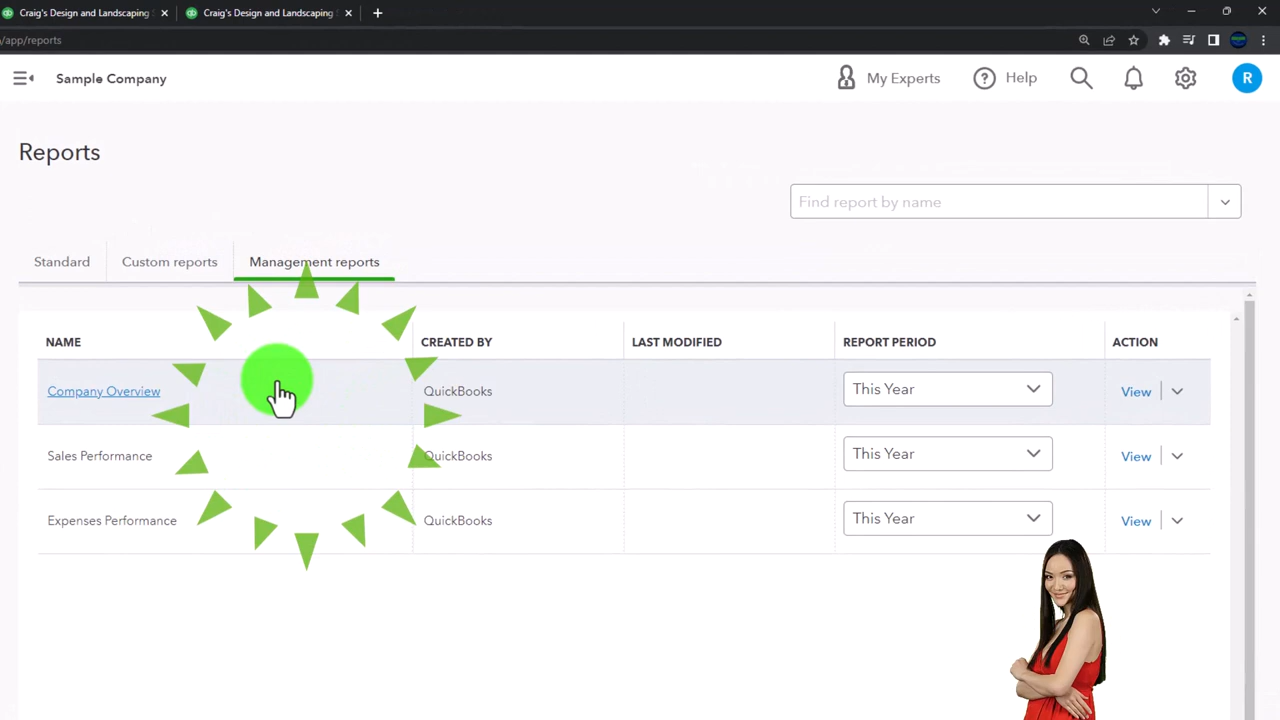 Craig's Design and Landscaping
Craig's Design and Landscaping
/app/reports
Sample Company
My Experts
Help
R
Reports
Find report by name
Standard
Custom reports
Management reports
NAME CREATED BY LAST MODIFIED REPORT PERIOD ACTION
Company Overview QuickBooks This Year View
Sales Performance QuickBooks This Year View
Expenses Performance QuickBooks This Year View